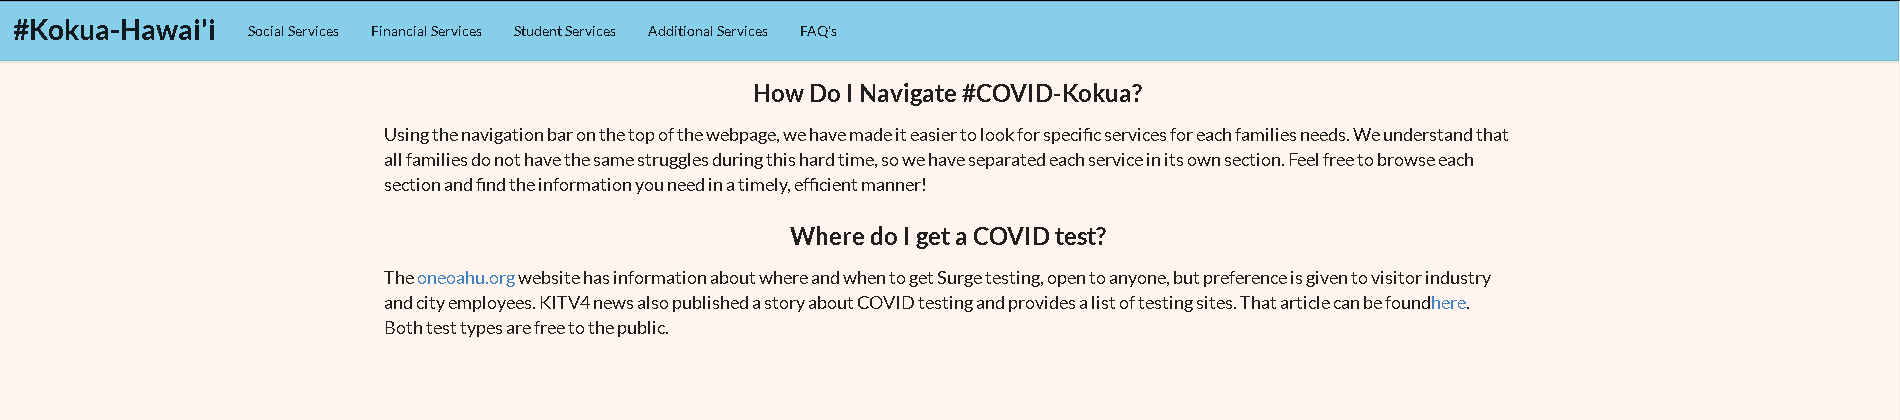 #Kokua-Hawai'i Social Services Financial Services Student Services Additional Services FAQ's
How Do I Navigate #COVID-Kokua?
Using the navigation bar on the top of the webpage, we have made it easier to look for specific services for each families needs. We understand that
all families do not have the same struggles during this hard time, so we have separated each service in its own section. Feel free to browse each
section and find the information you need in a timely, efficient manner!
Where do I get a COVID test?
The oneoahu.org website has information about where and when to get Surge testing, open to anyone, but preference is given to visitor industry
and city employees. KITV4 news also published a story about COVID testing and provides a list of testing sites. That article can be foundhere.
Both test types are free to the public.